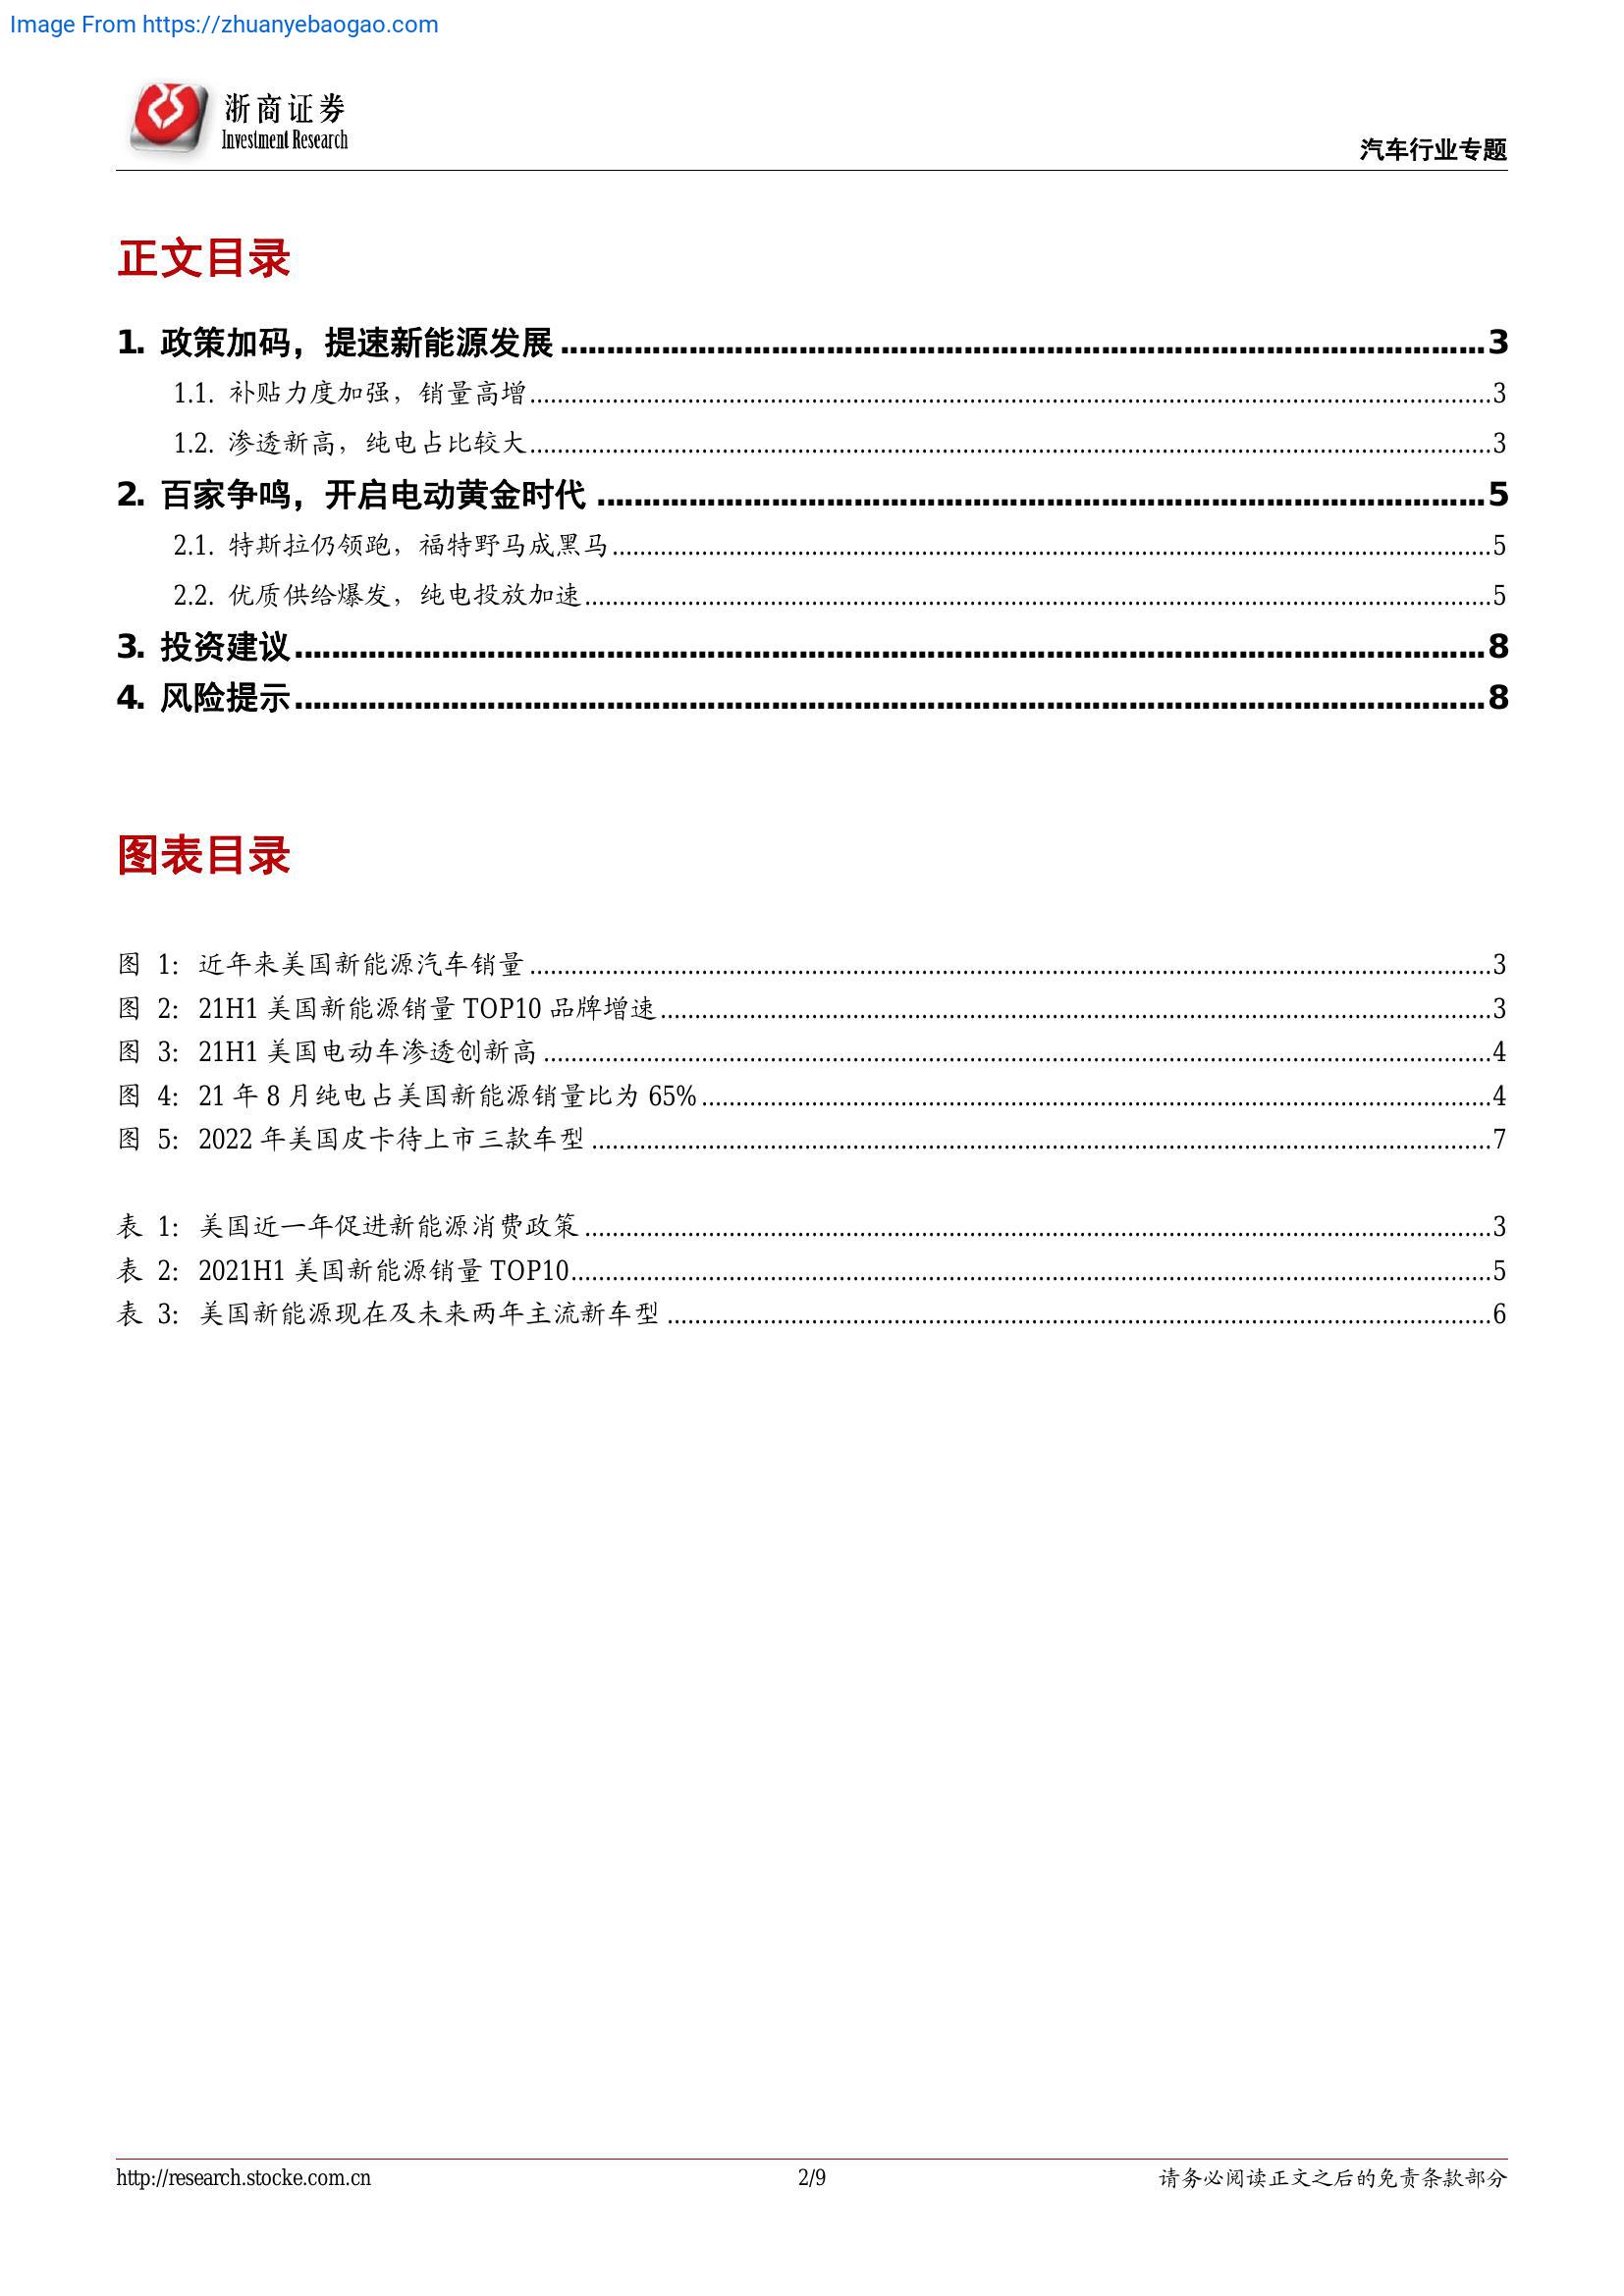 Image From https://zhuanyebaogao.com
浙商证券
Investment Research
汽车行业专题
正文目录
1. 政策加码，提速新能源发展 ........ 3
1.1. 补贴力度加强，销量高增 ........ 3
1.2. 渗透新高，纯电占比较大 ........ 3
2. 百家争鸣，开启电动黄金时代 ........ 5
2.1. 特斯拉仍领跑，福特野马成黑马 ........ 5
2.2. 优质供给爆发，纯电投放加速 ........ 5
3. 投资建议 ........ 8
4. 风险提示 ........ 8
图表目录
图 1: 近年来美国新能源汽车销量 ........ 3
图 2: 21H1 美国新能源销量 TOP10 品牌增速 ........ 3
图 3: 21H1 美国电动车渗透创新高 ........ 4
图 4: 21 年 8 月纯电占美国新能源销量比为 65% ........ 4
图 5: 2022 年美国皮卡待上市三款车型 ........ 7
表 1: 美国近一年促进新能源消费政策 ........ 3
表 2: 2021H1 美国新能源销量 TOP10 ........ 5
表 3: 美国新能源现在及未来两年主流新车型 ........ 6
http://research.stocke.com.cn
2/9
请务必阅读正文之后的免责条款部分